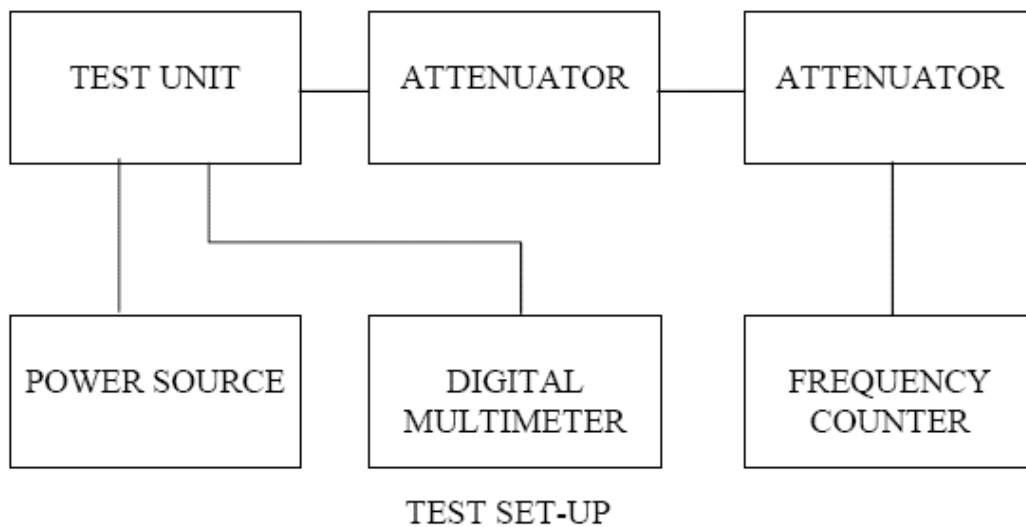 TEST UNIT
ATTENUATOR
ATTENUATOR
POWER SOURCE
DIGITAL
MULTIMETER
FREQUENCY
COUNTER
TEST SET-UP